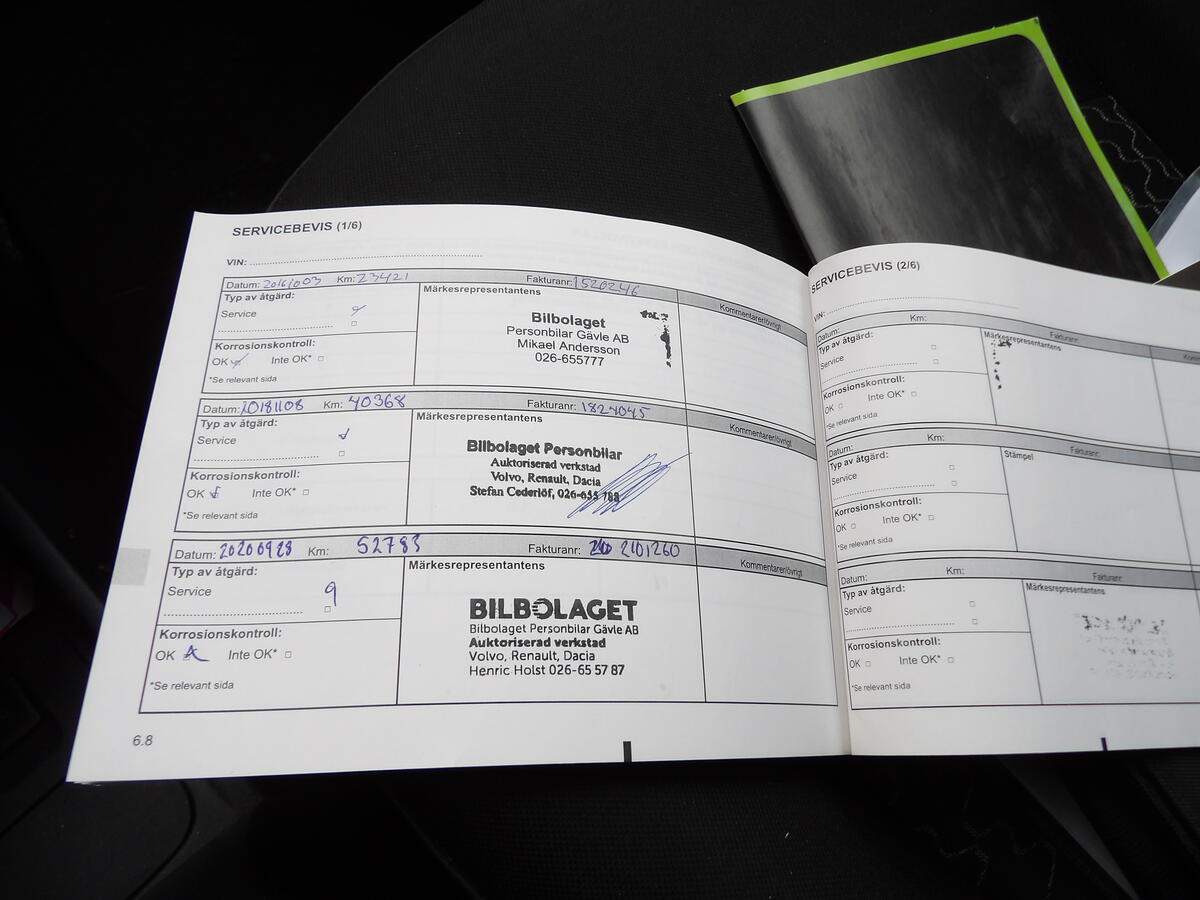 SERVICEBEVIS (1/6)
VIN:
Datum: 20161003 Km: 23421 Fakturanr: 1520246
Typ av åtgärd:
Service
Korrosionskontroll:
OK Inte OK*
*Se relevant sida
Märkesrepresentantens
Kommentarer/övrigt
Bilbolaget
Personbilar Gävle AB
Mikael Andersson
026-655777
Datum: 20181108 Km: 40368 Fakturanr: 1824045
Typ av åtgärd:
Service
Korrosionskontroll:
OK Inte OK*
*Se relevant sida
Märkesrepresentantens
Kommentarer/övrigt
Bilbolaget Personbilar
Auktoriserad verkstad
Volvo, Renault, Dacia
Stefan Cederlöf, 026-655 788
Datum: 20200928 Km: 52783 Fakturanr: 2101260
Typ av åtgärd:
Service
Korrosionskontroll:
OK Inte OK*
*Se relevant sida
Märkesrepresentantens
Kommentarer/övrigt
BILBOLAGET
Bilbolaget Personbilar Gävle AB
Auktoriserad verkstad
Volvo, Renault, Dacia
Henric Holst 026-65 57 87
6.8
SERVICEBEVIS (2/6)
VIN:
Datum: Km: Fakturanr:
Typ av åtgärd:
Service
Korrosionskontroll:
OK Inte OK*
*Se relevant sida
Märkesrepresentantens
Datum: Km: Fakturanr:
Typ av åtgärd:
Service
Korrosionskontroll:
OK Inte OK*
*Se relevant sida
Stämpel
Datum: Km: Fakturanr:
Typ av åtgärd:
Service
Korrosionskontroll:
OK Inte OK*
*Se relevant sida
Märkesrepresentantens